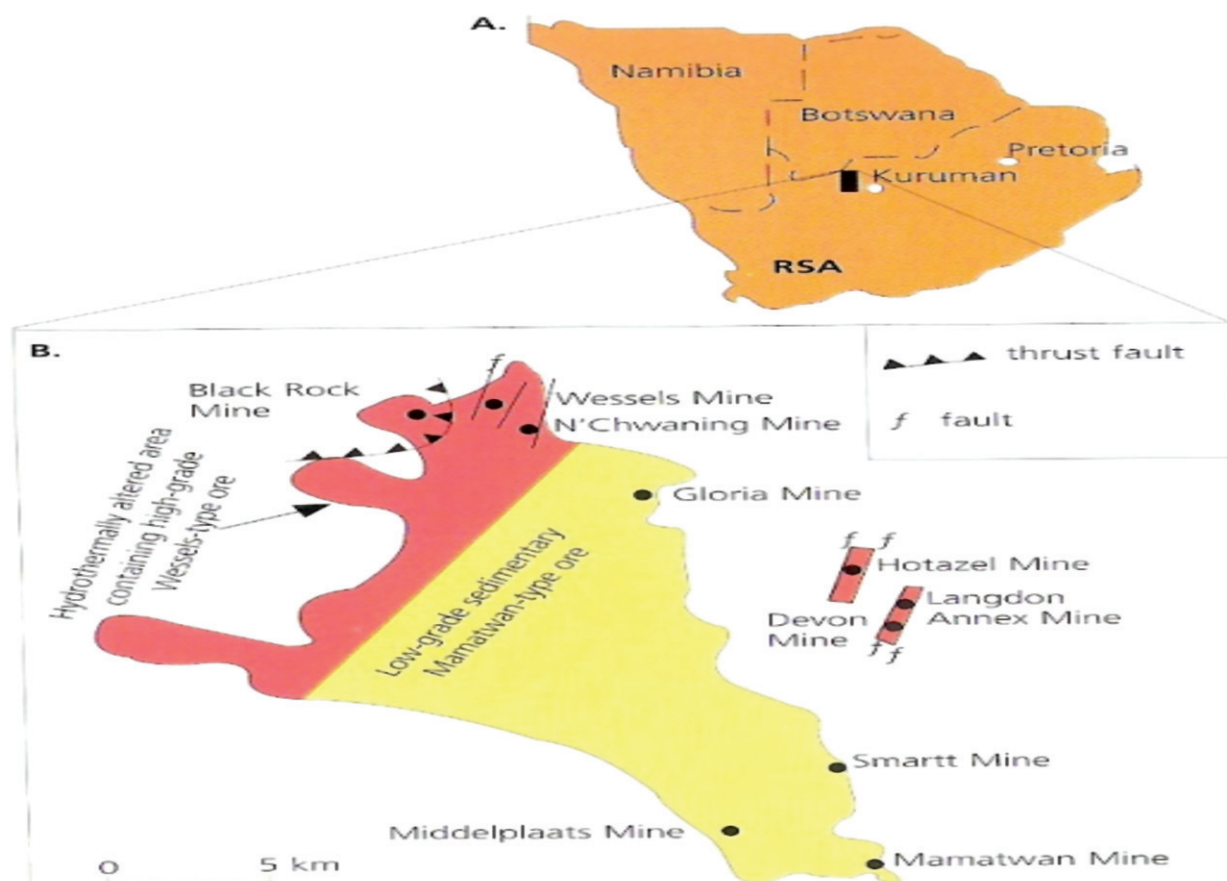 A.
Namibia
Botswana
Pretoria
Kuruman
RSA
B.
thrust fault
f fault
Black Rock
Mine
f
Wessels Mine
N'Chwaning Mine
Hydrothermally altered area
containing high-grade
Wessels-type ore
Gloria Mine
Low-grade sedimentary
Mamatwan-type ore
f f
Hotazel Mine
Langdon
Annex Mine
Devon
Mine
f f
Smartt Mine
Middelplaats Mine
Mamatwan Mine
0 5 km